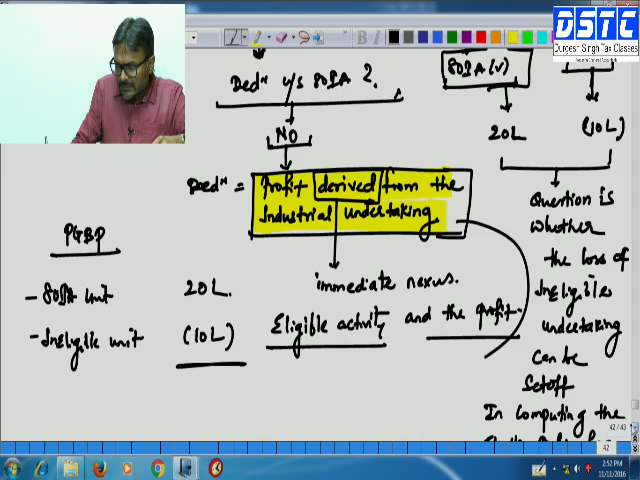 DSTC
Durgesh Singh Tax Classes
Dedⁿ u/s 80IA ?
NO
80IA (v)
20L (10L)
Dedⁿ = Profit derived from the
Industrial undertaking
immediate nexus.
Eligible activity and the profit.
PGBP
- 80IA unit 20L.
- InEligible unit (10L)
Question is
whether
the loss of
Ineligible
undertaking
can be
Setoff
In computing the
42 / 43
42
2:52 PM
11/11/2016